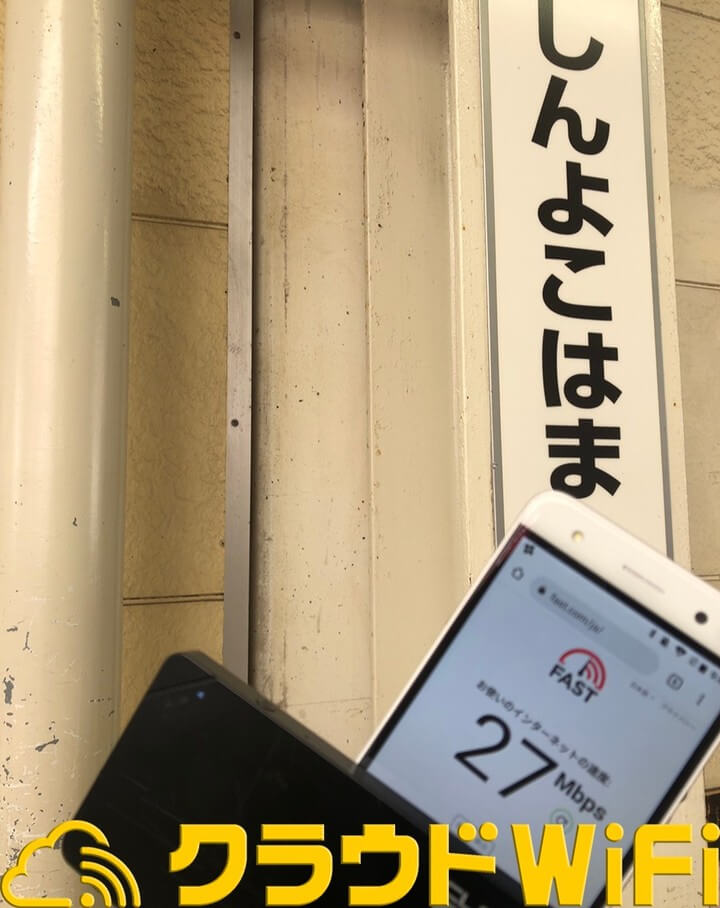 しんよこはま
fast.com/ja/
FAST
お使いのインターネットの速度:
27 Mbps
クラウドWiFi